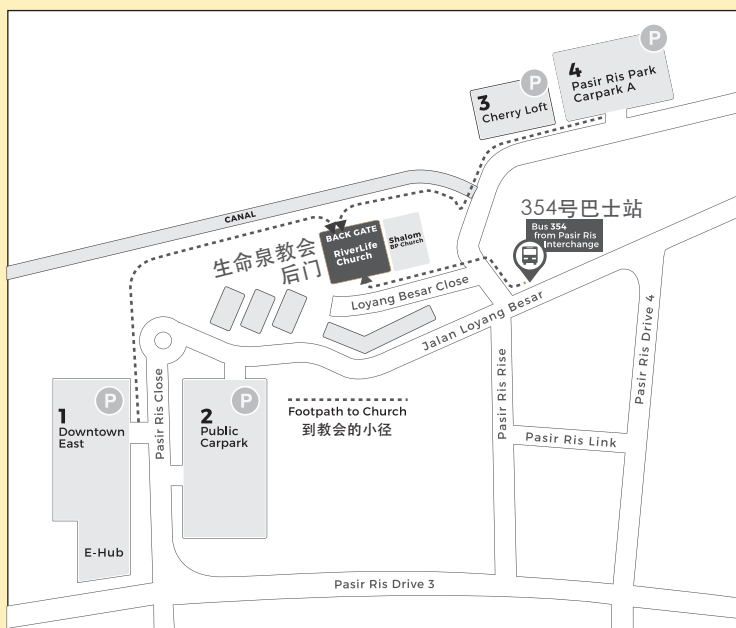 P
4
Pasir Ris Park
Carpark A
P
3
Cherry Loft
CANAL
354号巴士站
Bus 354
from Pasir Ris
Interchange
生命泉教会
后门
BACK GATE
RiverLife
Church
Shalom
BP Church
Loyang Besar Close
Jalan Loyang Besar
Pasir Ris Drive 4
Pasir Ris Rise
Pasir Ris Link
Pasir Ris Close
P
1
Downtown
East
E-Hub
P
2
Public
Carpark
Footpath to Church
到教会的小径
Pasir Ris Drive 3